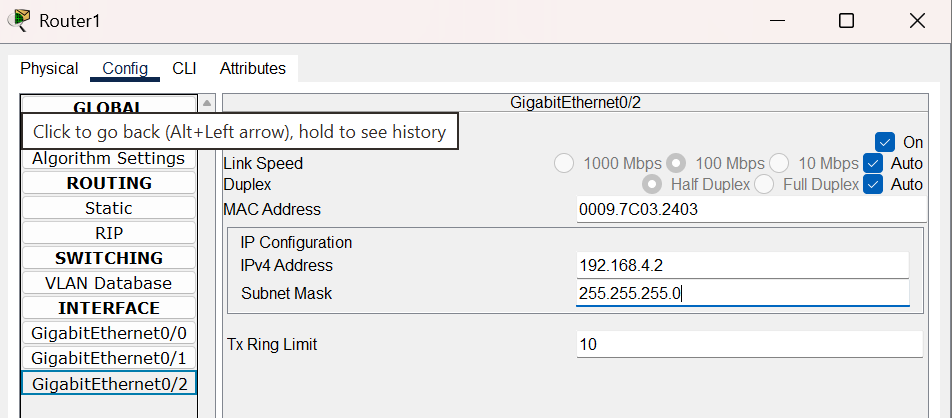 Router1
Physical Config CLI Attributes
GLOBAL
Click to go back (Alt+Left arrow), hold to see history
Algorithm Settings
ROUTING
Static
RIP
SWITCHING
VLAN Database
INTERFACE
GigabitEthernet0/0
GigabitEthernet0/1
GigabitEthernet0/2
GigabitEthernet0/2
On
Link Speed 1000 Mbps 100 Mbps 10 Mbps Auto
Duplex Half Duplex Full Duplex Auto
MAC Address 0009.7C03.2403
IP Configuration
IPv4 Address 192.168.4.2
Subnet Mask 255.255.255.0
Tx Ring Limit 10